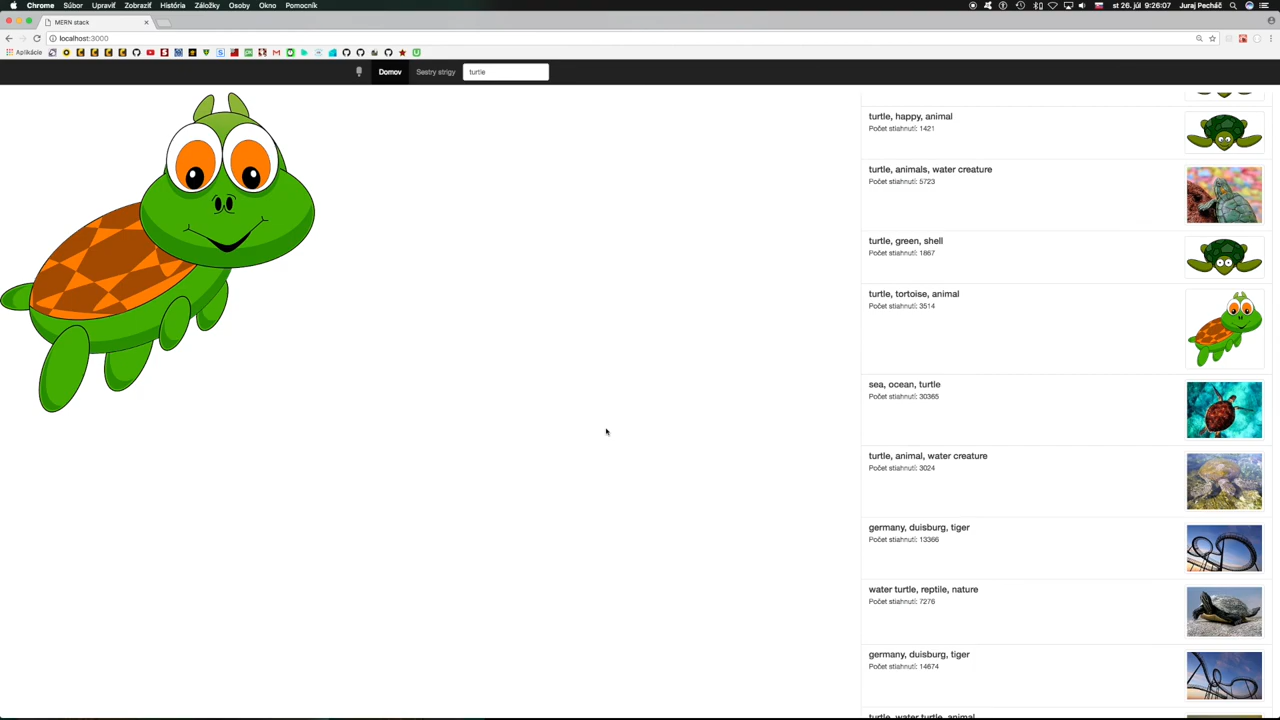 Chrome Súbor Upraviť Zobraziť História Záložky Osoby Okno Pomocník
st 26. júl 9:26:07 Juraj Pecháč
MERN stack
localhost:3000
Aplikácie
Domov Sestry strigy turtle
turtle, happy, animal
Počet stiahnutí: 1421
turtle, animals, water creature
Počet stiahnutí: 5723
turtle, green, shell
Počet stiahnutí: 1867
turtle, tortoise, animal
Počet stiahnutí: 3514
sea, ocean, turtle
Počet stiahnutí: 30365
turtle, animal, water creature
Počet stiahnutí: 3024
germany, duisburg, tiger
Počet stiahnutí: 13366
water turtle, reptile, nature
Počet stiahnutí: 7276
germany, duisburg, tiger
Počet stiahnutí: 14674
turtle, water turtle, animal